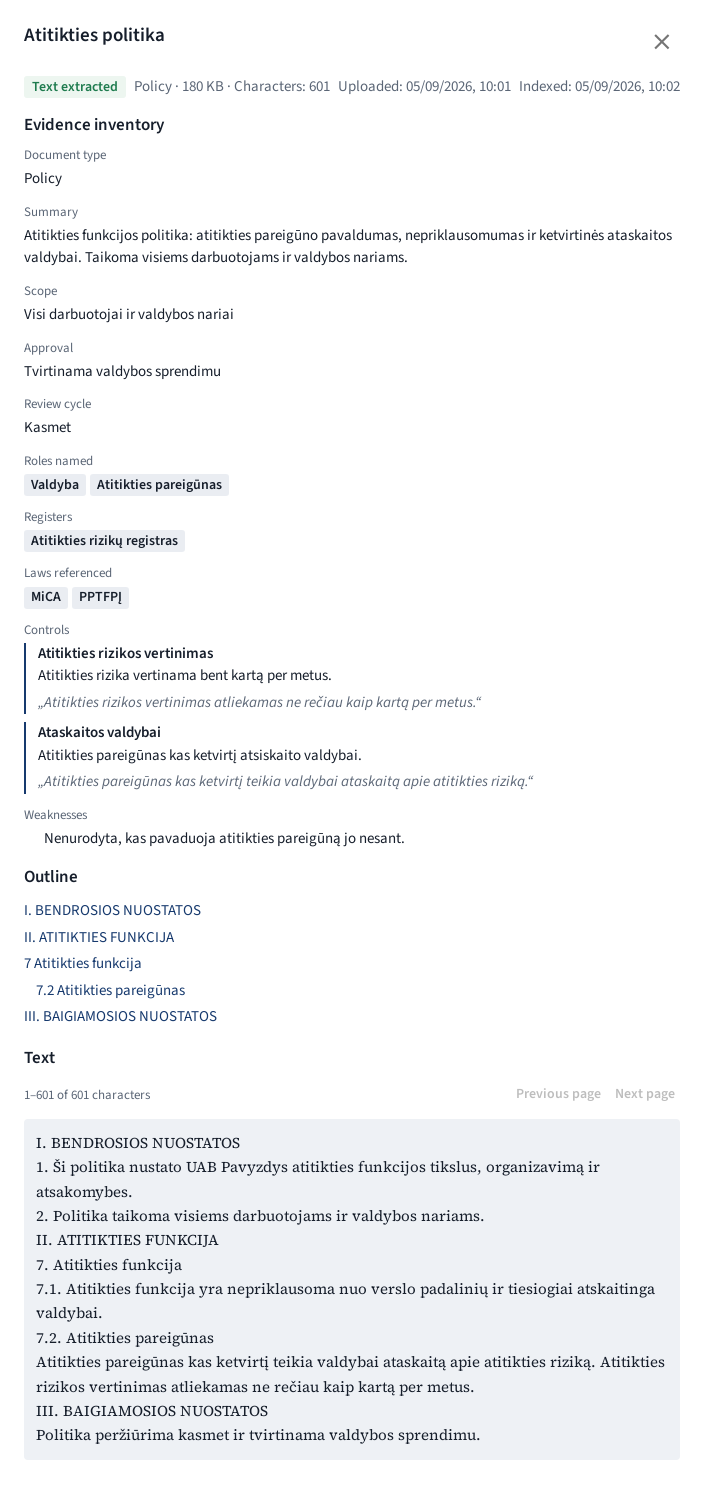 Atitikties politika
Text extracted Policy · 180 KB · Characters: 601 Uploaded: 05/09/2026, 10:01 Indexed: 05/09/2026, 10:02
Evidence inventory
Document type
Policy
Summary
Atitikties funkcijos politika: atitikties pareigūno pavaldumas, nepriklausomumas ir ketvirtinės ataskaitos
valdybai. Taikoma visiems darbuotojams ir valdybos nariams.
Scope
Visi darbuotojai ir valdybos nariai
Approval
Tvirtinama valdybos sprendimu
Review cycle
Kasmet
Roles named
Valdyba Atitikties pareigūnas
Registers
Atitikties rizikų registras
Laws referenced
MiCA PPTFPĮ
Controls
Atitikties rizikos vertinimas
Atitikties rizika vertinama bent kartą per metus.
„Atitikties rizikos vertinimas atliekamas ne rečiau kaip kartą per metus.“
Ataskaitos valdybai
Atitikties pareigūnas kas ketvirtį atsiskaito valdybai.
„Atitikties pareigūnas kas ketvirtį teikia valdybai ataskaitą apie atitikties riziką.“
Weaknesses
Nenurodyta, kas pavaduoja atitikties pareigūną jo nesant.
Outline
I. BENDROSIOS NUOSTATOS
II. ATITIKTIES FUNKCIJA
7 Atitikties funkcija
7.2 Atitikties pareigūnas
III. BAIGIAMOSIOS NUOSTATOS
Text
1–601 of 601 characters Previous page Next page
I. BENDROSIOS NUOSTATOS
1. Ši politika nustato UAB Pavyzdys atitikties funkcijos tikslus, organizavimą ir
atsakomybes.
2. Politika taikoma visiems darbuotojams ir valdybos nariams.
II. ATITIKTIES FUNKCIJA
7. Atitikties funkcija
7.1. Atitikties funkcija yra nepriklausoma nuo verslo padalinių ir tiesiogiai atskaitinga
valdybai.
7.2. Atitikties pareigūnas
Atitikties pareigūnas kas ketvirtį teikia valdybai ataskaitą apie atitikties riziką. Atitikties
rizikos vertinimas atliekamas ne rečiau kaip kartą per metus.
III. BAIGIAMOSIOS NUOSTATOS
Politika peržiūrima kasmet ir tvirtinama valdybos sprendimu.